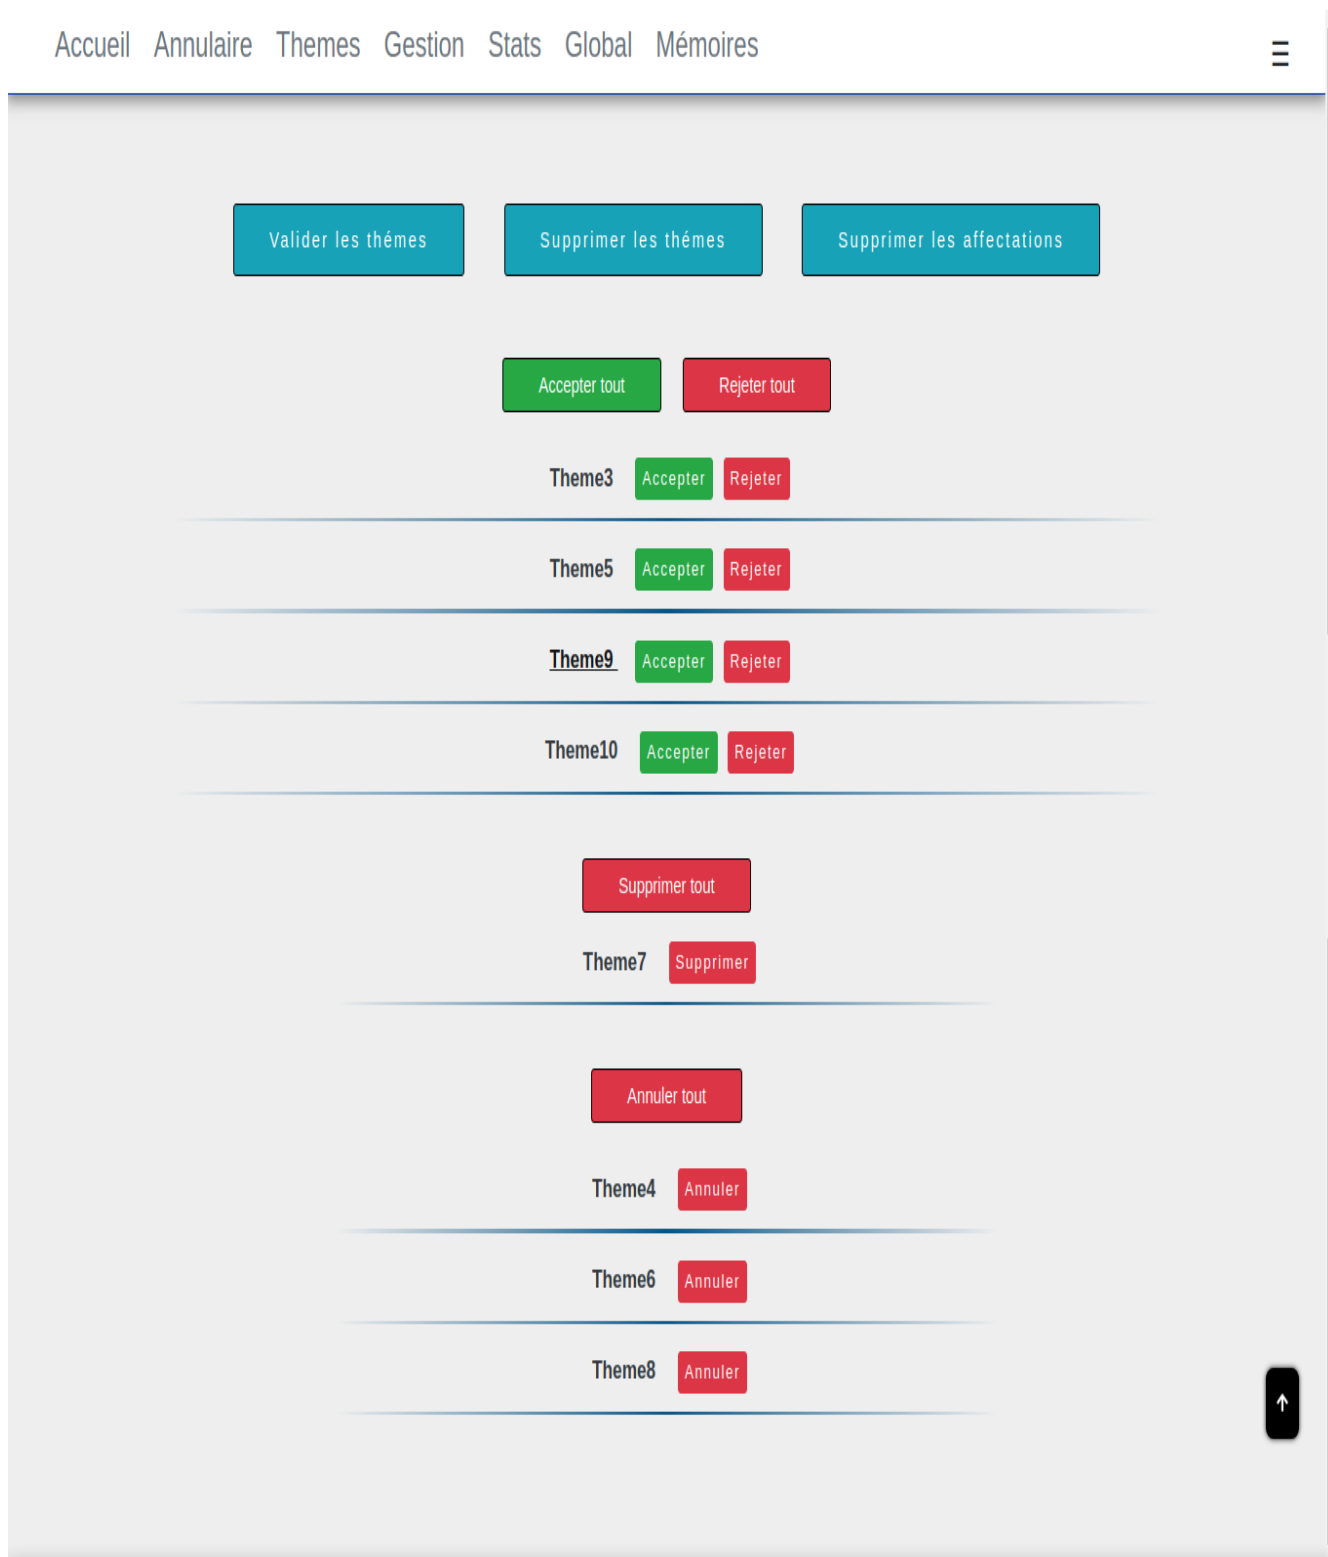 Accueil Annulaire Themes Gestion Stats Global Mémoires
Valider les thémes Supprimer les thémes Supprimer les affectations
Accepter tout Rejeter tout
Theme3 Accepter Rejeter
Theme5 Accepter Rejeter
Theme9 Accepter Rejeter
Theme10 Accepter Rejeter
Supprimer tout
Theme7 Supprimer
Annuler tout
Theme4 Annuler
Theme6 Annuler
Theme8 Annuler